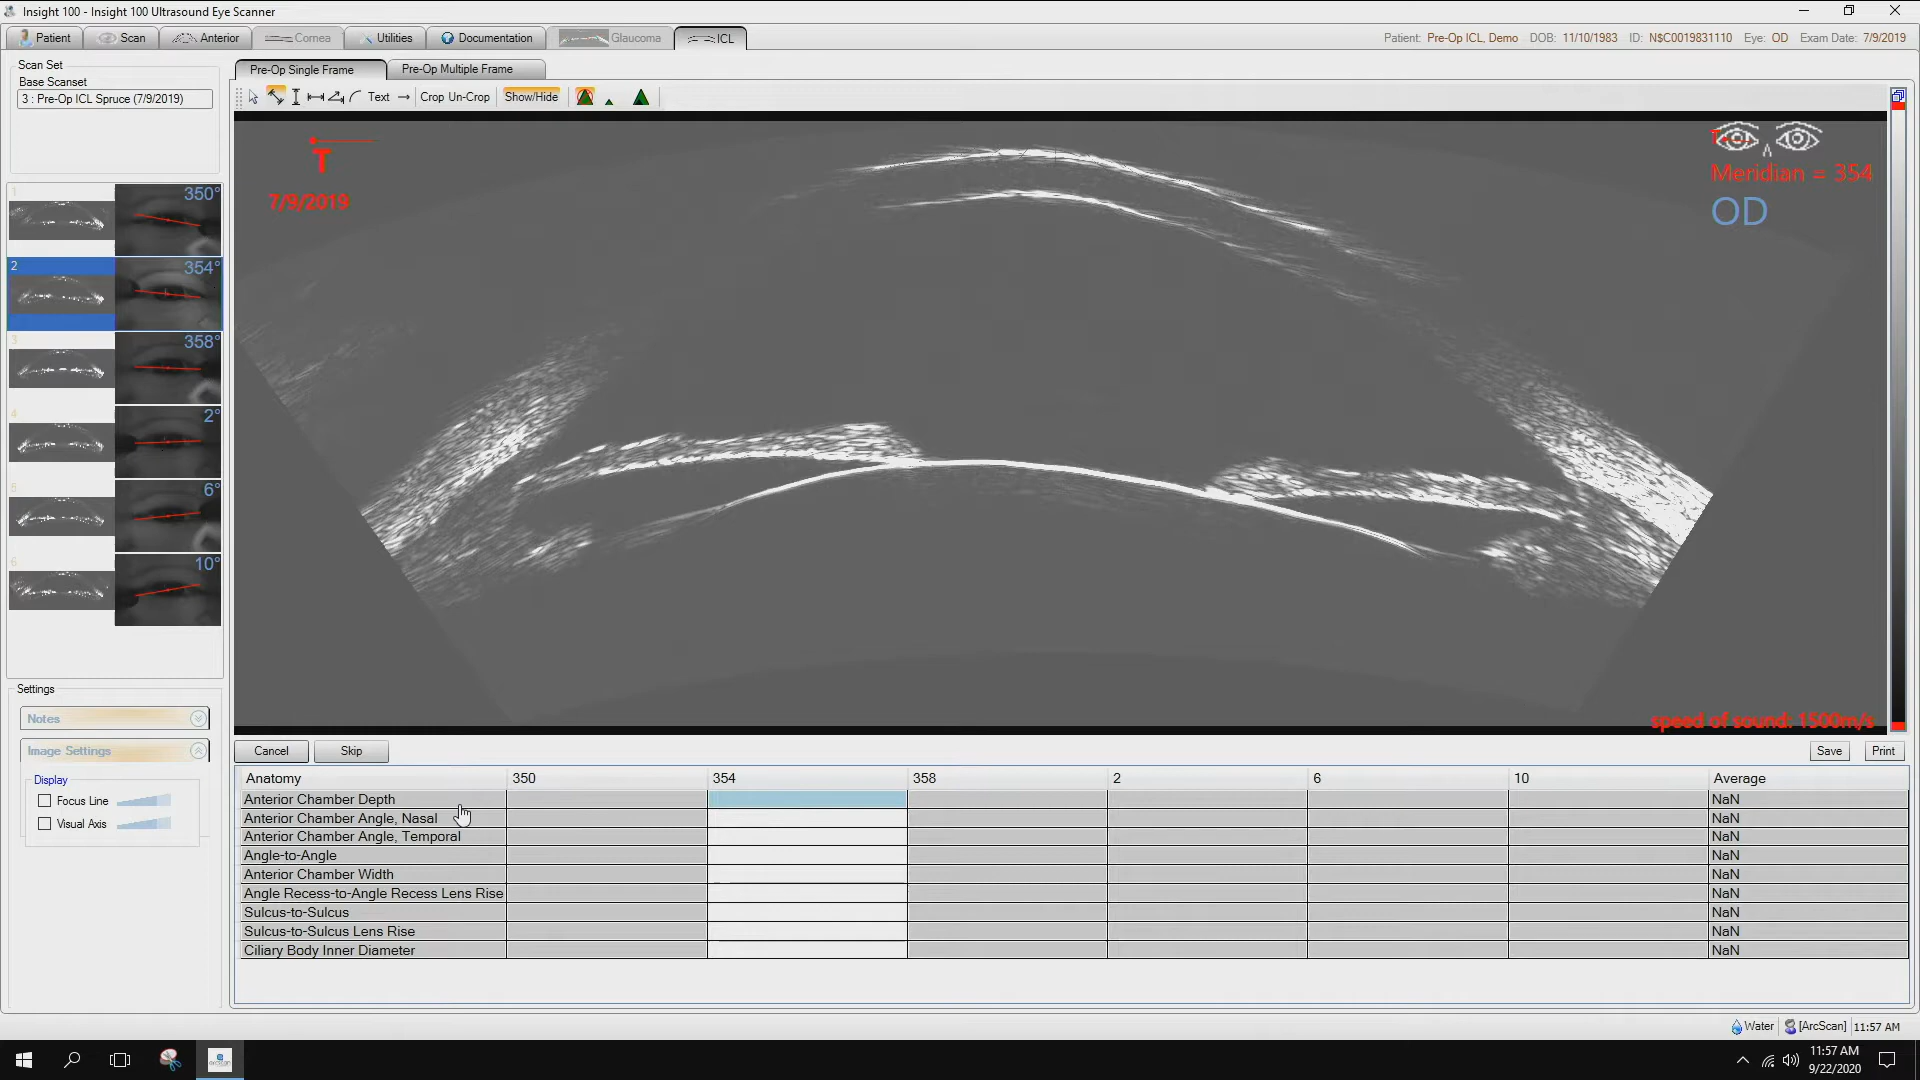 Insight 100 - Insight 100 Ultrasound Eye Scanner
Patient Scan Anterior Cornea Utilities Documentation Glaucoma ICL
Patient: Pre-Op ICL, Demo DOB: 11/10/1983 ID: N$C0019831110 Eye: OD Exam Date: 7/9/2019
Scan Set
Base Scanset
3 : Pre-Op ICL Spruce (7/9/2019)
Pre-Op Single Frame Pre-Op Multiple Frame
Text Crop Un-Crop Show/Hide
1 350°
2 354°
3 358°
4 2°
5 6°
6 10°
T
7/9/2019
Meridian = 354
OD
speed of sound: 1500m/s
Settings
Notes
Image Settings
Display
Focus Line
Visual Axis
Cancel Skip Save Print
Anatomy 350 354 358 2 6 10 Average
Anterior Chamber Depth NaN
Anterior Chamber Angle, Nasal NaN
Anterior Chamber Angle, Temporal NaN
Angle-to-Angle NaN
Anterior Chamber Width NaN
Angle Recess-to-Angle Recess Lens Rise NaN
Sulcus-to-Sulcus NaN
Sulcus-to-Sulcus Lens Rise NaN
Ciliary Body Inner Diameter NaN
Water [ArcScan] 11:57 AM
11:57 AM
9/22/2020